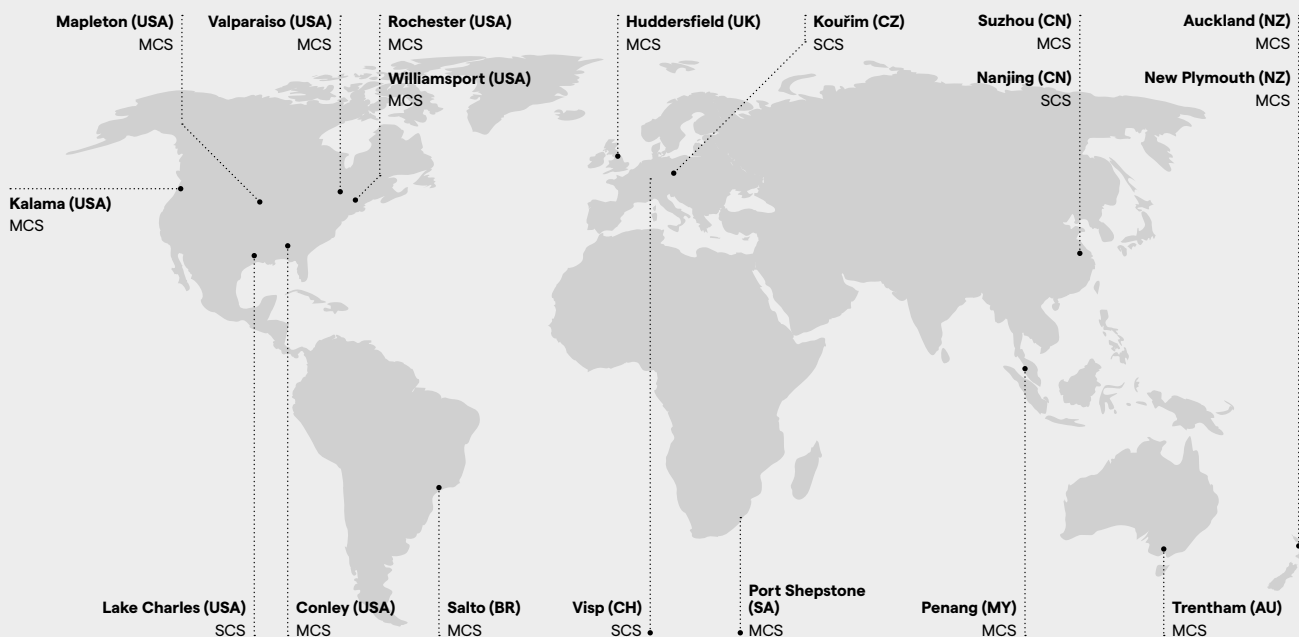 Mapleton (USA)
MCS
Valparaiso (USA)
MCS
Rochester (USA)
MCS
Williamsport (USA)
MCS
Huddersfield (UK)
MCS
Kouřim (CZ)
SCS
Suzhou (CN)
MCS
Nanjing (CN)
SCS
Auckland (NZ)
MCS
New Plymouth (NZ)
MCS
Kalama (USA)
MCS
Lake Charles (USA)
SCS
Conley (USA)
MCS
Salto (BR)
MCS
Visp (CH)
SCS
Port Shepstone
(SA)
MCS
Penang (MY)
MCS
Trentham (AU)
MCS